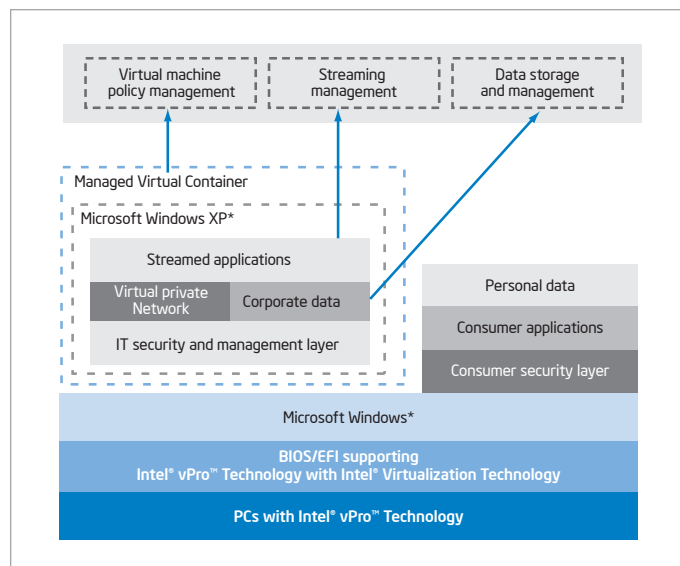 Virtual machine
policy management
Streaming
management
Data storage
and management
Managed Virtual Container
Microsoft Windows XP*
Streamed applications
Virtual private
Network
Corporate data
IT security and management layer
Personal data
Consumer applications
Consumer security layer
Microsoft Windows*
BIOS/EFI supporting
Intel® vPro™ Technology with Intel® Virtualization Technology
PCs with Intel® vPro™ Technology